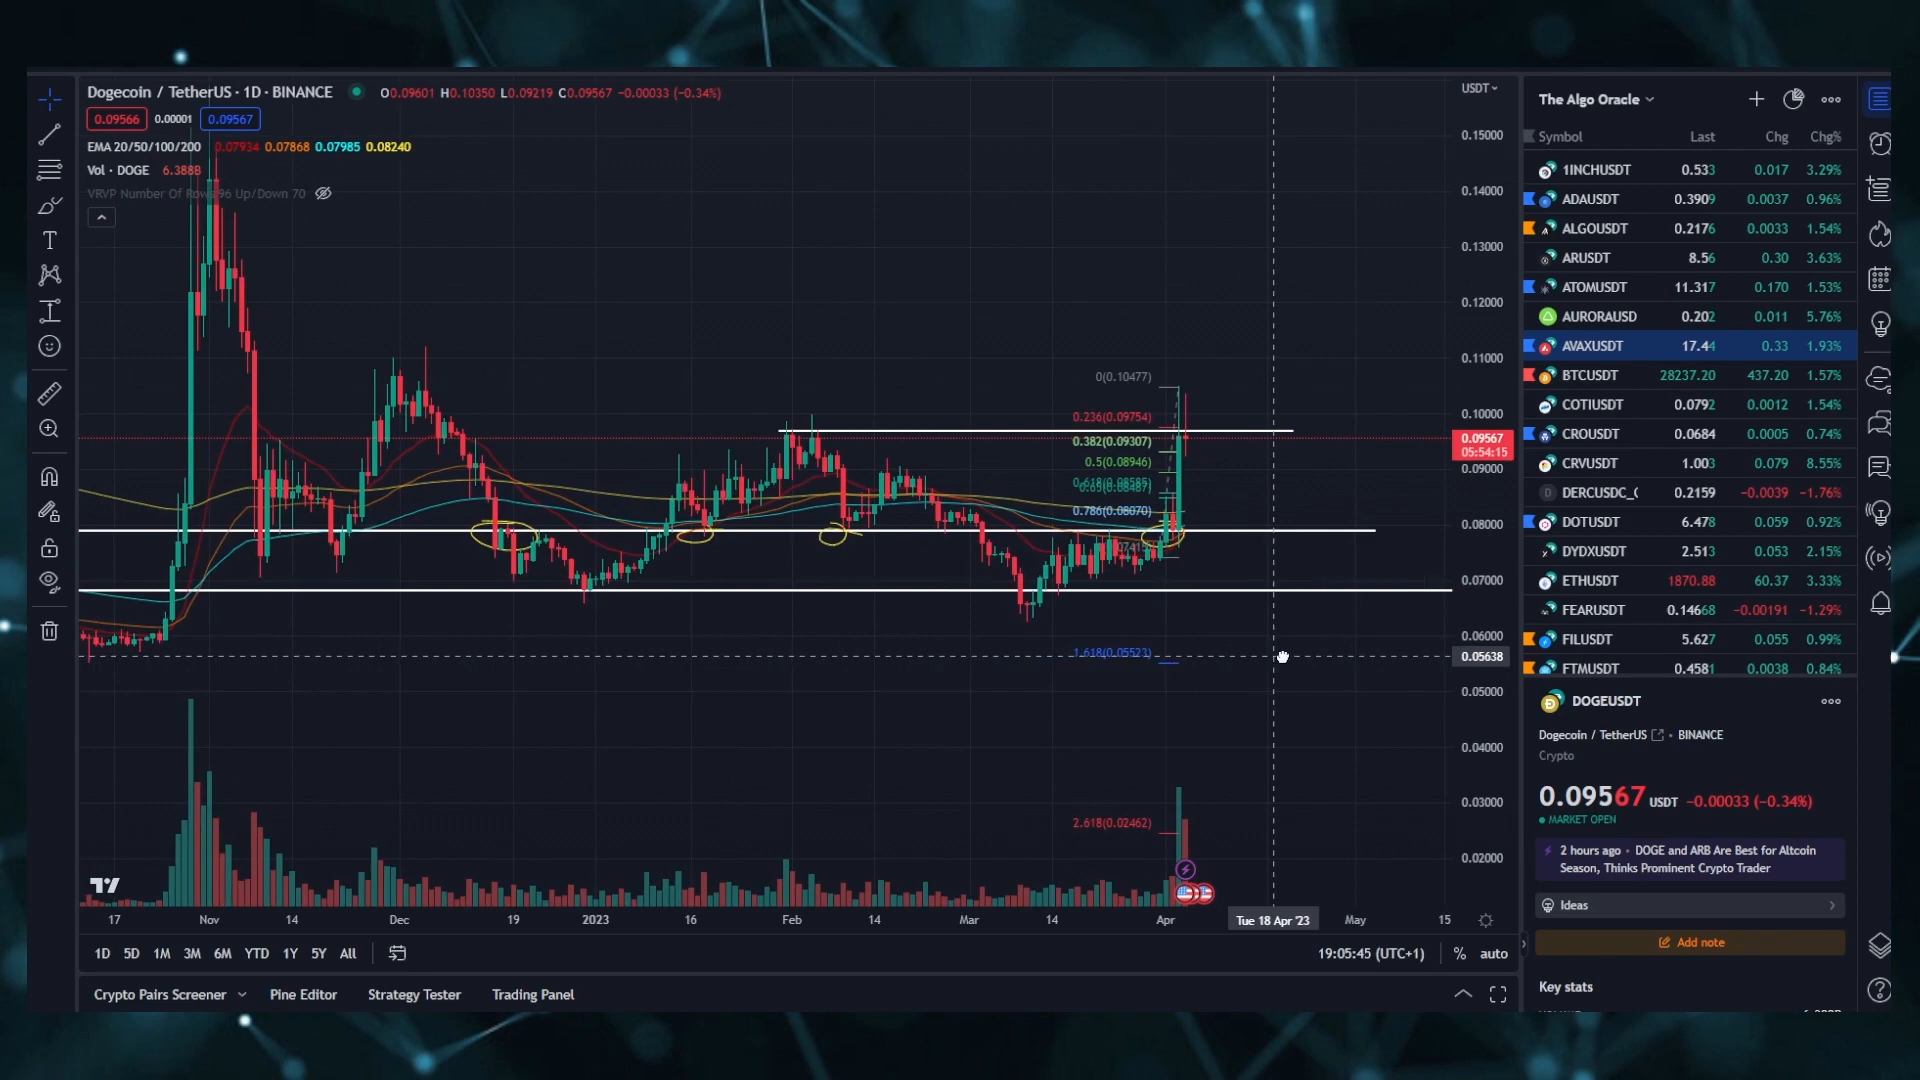 Dogecoin / TetherUS · 1D · BINANCE O0.09601 H0.10350 L0.09219 C0.09567 −0.00033 (−0.34%)
0.09566 0.00001 0.09567
EMA 20/50/100/200 0.07934 0.07868 0.07985 0.08240
Vol · DOGE 6.388B
VRVP Number Of Rows 96 Up/Down 70
USDT
0.15000
0.14000
0.13000
0.12000
0.11000
0.10000
0.09567
05:54:15
0.09000
0.08000
0.07000
0.06000
0.05638
0.05000
0.04000
0.03000
0.02000
0(0.10477)
0.236(0.09754)
0.382(0.09307)
0.5(0.08946)
0.618(0.08585)
0.786(0.08070)
1.618(0.05523)
2.618(0.02462)
17 Nov 14 Dec 19 2023 16 Feb 14 Mar 14 Apr Tue 18 Apr '23 May 15
1D 5D 1M 3M 6M YTD 1Y 5Y All 19:05:45 (UTC+1) % auto
Crypto Pairs Screener Pine Editor Strategy Tester Trading Panel
The Algo Oracle
Symbol Last Chg Chg%
1INCHUSDT 0.533 0.017 3.29%
ADAUSDT 0.3909 0.0037 0.96%
ALGOUSDT 0.2176 0.0033 1.54%
ARUSDT 8.56 0.30 3.63%
ATOMUSDT 11.317 0.170 1.53%
AURORAUSD 0.202 0.011 5.76%
AVAXUSDT 17.44 0.33 1.93%
BTCUSDT 28237.20 437.20 1.57%
COTIUSDT 0.0792 0.0012 1.54%
CROUSDT 0.0684 0.0005 0.74%
CRVUSDT 1.003 0.079 8.55%
DERCUSDC_( 0.2159 −0.0039 −1.76%
DOTUSDT 6.478 0.059 0.92%
DYDXUSDT 2.513 0.053 2.15%
ETHUSDT 1870.88 60.37 3.33%
FEARUSDT 0.14668 −0.00191 −1.29%
FILUSDT 5.627 0.055 0.99%
FTMUSDT 0.4581 0.0038 0.84%
DOGEUSDT
Dogecoin / TetherUS · BINANCE
Crypto
0.09567 USDT −0.00033 (−0.34%)
MARKET OPEN
2 hours ago · DOGE and ARB Are Best for Altcoin
Season, Thinks Prominent Crypto Trader
Ideas
Add note
Key stats